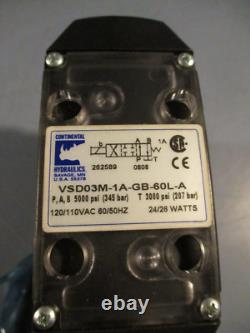 CONTINENTAL
HYDRAULICS
SAVAGE, MN
U.S.A. 55378
A B 1A
P T
262589 0808
VSD03M-1A-GB-60L-A
P, A, B 5000 psi (345 bar) T 3000 psi (207 bar)
120/110VAC 60/50HZ 24/26 WATTS